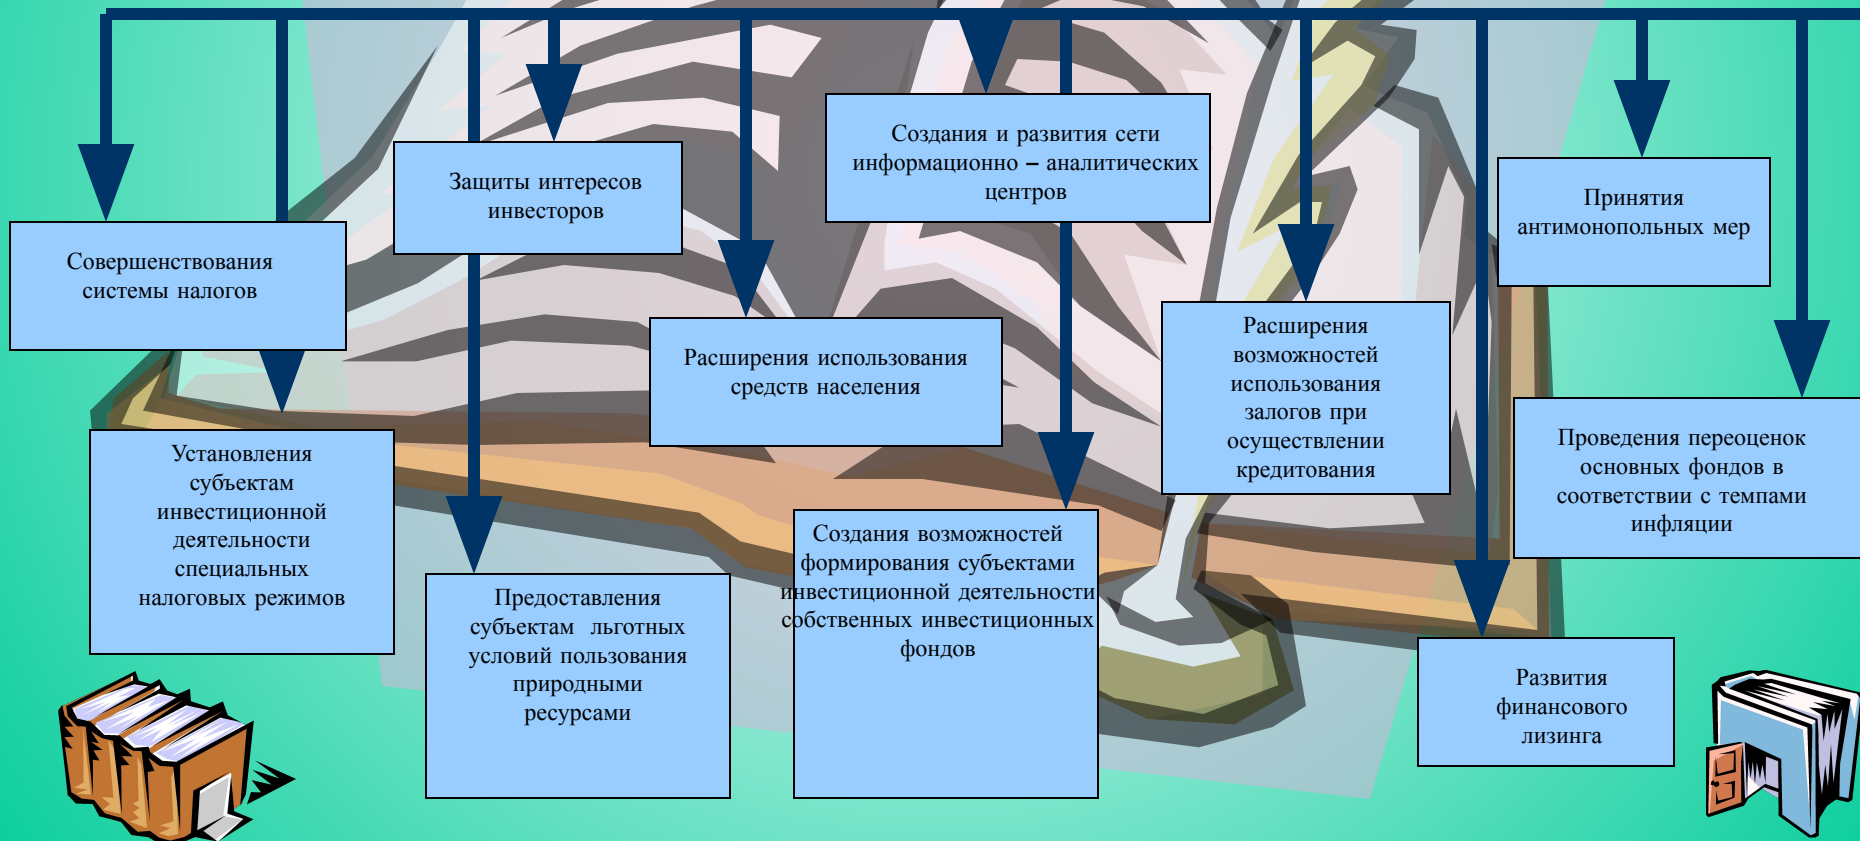 Совершенствования
системы налогов
Установления
субъектам
инвестиционной
деятельности
специальных
налоговых режимов
Защиты интересов
инвесторов
Предоставления
субъектам льготных
условий пользования
природными
ресурсами
Расширения использования
средств населения
Создания и развития сети
информационно – аналитических
центров
Создания возможностей
формирования субъектами
инвестиционной деятельности
собственных инвестиционных
фондов
Расширения
возможностей
использования
залогов при
осуществлении
кредитования
Развития
финансового
лизинга
Принятия
антимонопольных мер
Проведения переоценок
основных фондов в
соответствии с темпами
инфляции